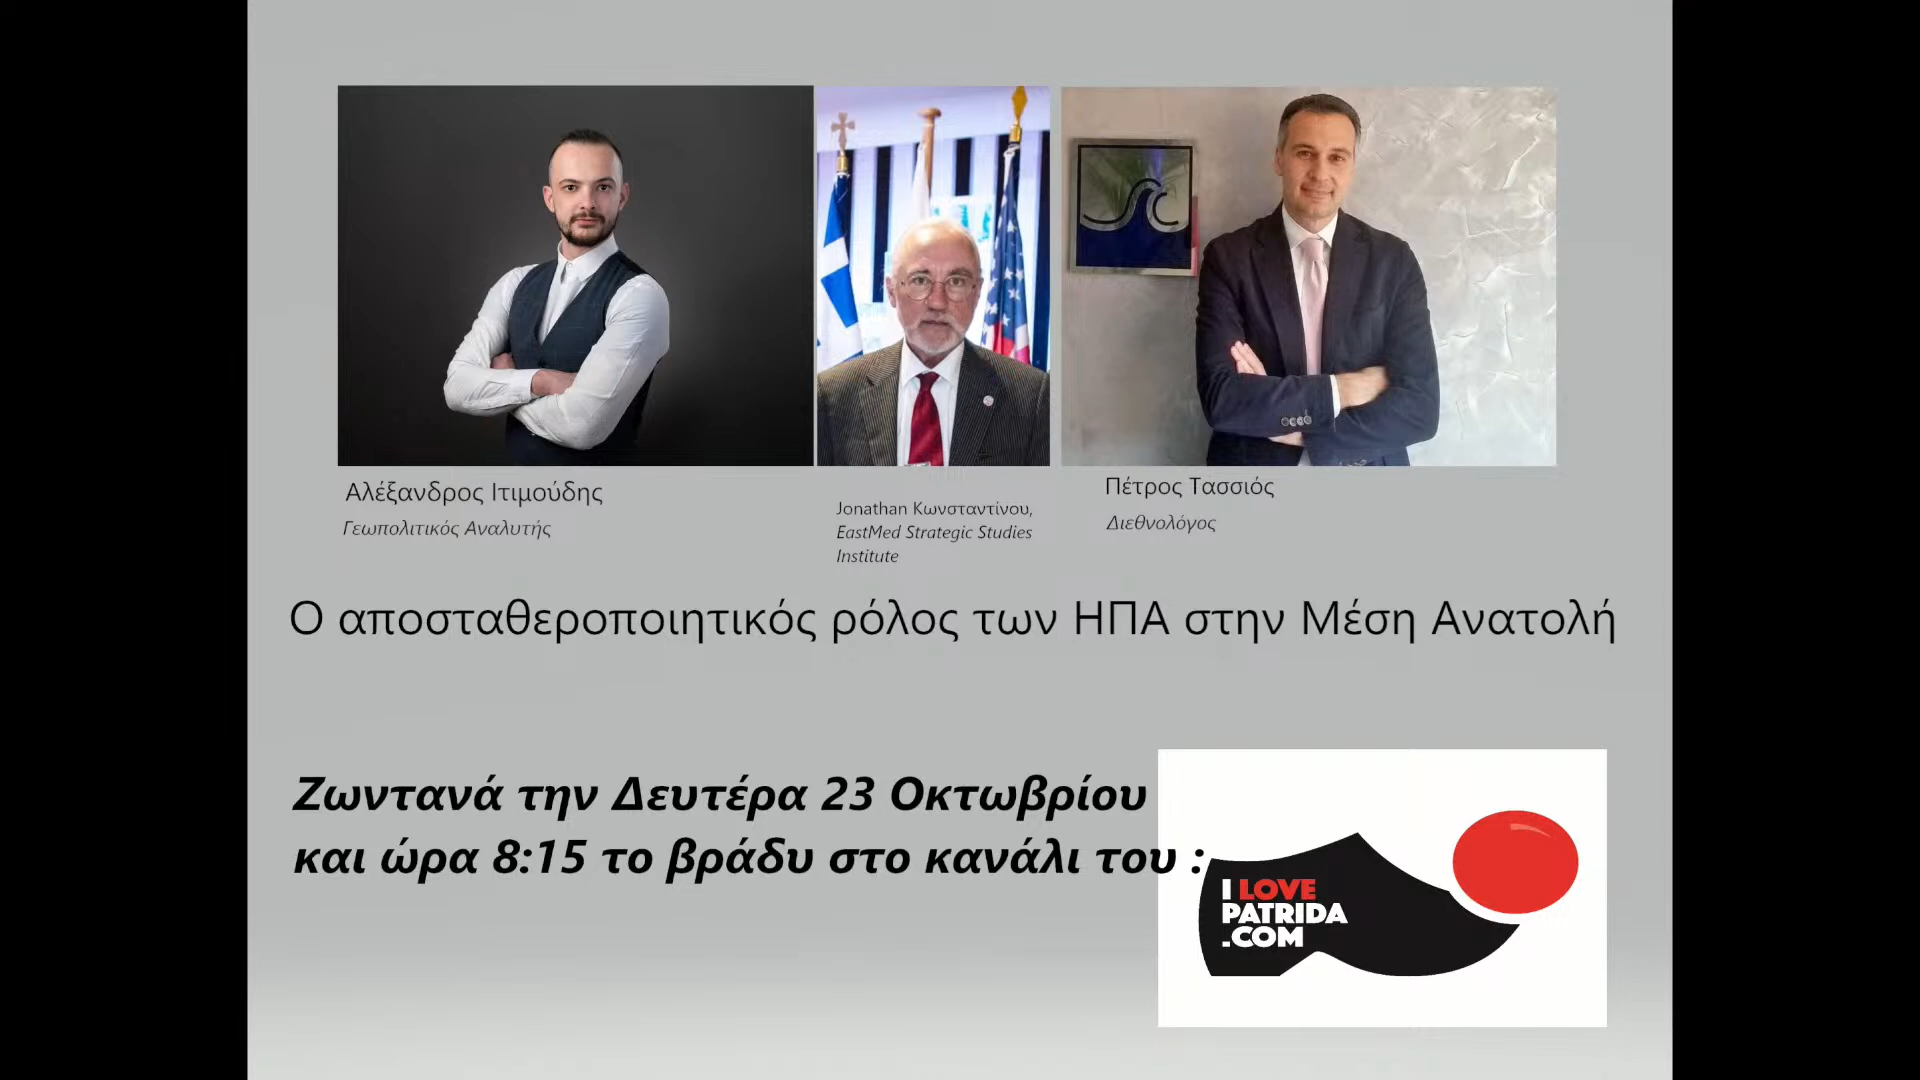 Αλέξανδρος Ιτιμούδης
Γεωπολιτικός Αναλυτής
Jonathan Κωνσταντίνου,
EastMed Strategic Studies
Institute
Πέτρος Τασσιός
Διεθνολόγος
Ο αποσταθεροποιητικός ρόλος των ΗΠΑ στην Μέση Ανατολή
Ζωντανά την Δευτέρα 23 Οκτωβρίου
και ώρα 8:15 το βράδυ στο κανάλι του :
I LOVE
PATRIDA
.COM